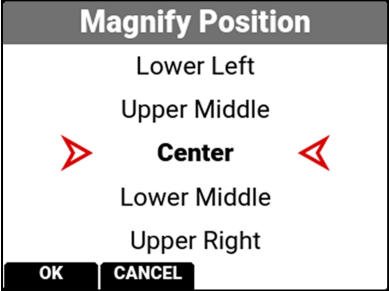 Magnify Position
Lower Left
Upper Middle
Center
Lower Middle
Upper Right
OK CANCEL